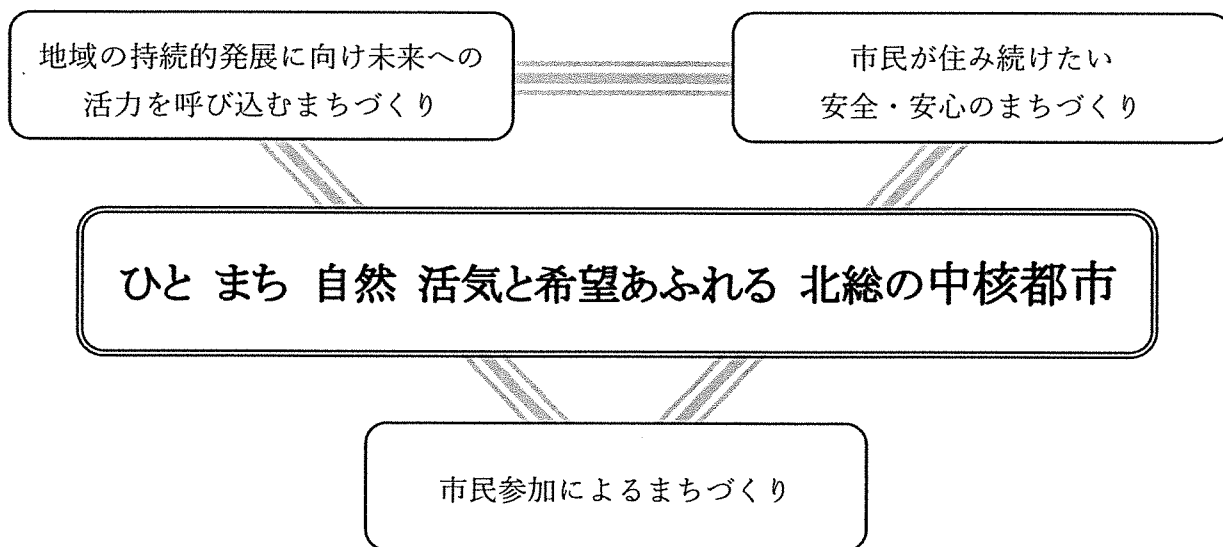 地域の持続的発展に向け未来への
活力を呼び込むまちづくり
市民が住み続けたい
安全・安心のまちづくり
ひと まち 自然 活気と希望あふれる 北総の中核都市
市民参加によるまちづくり